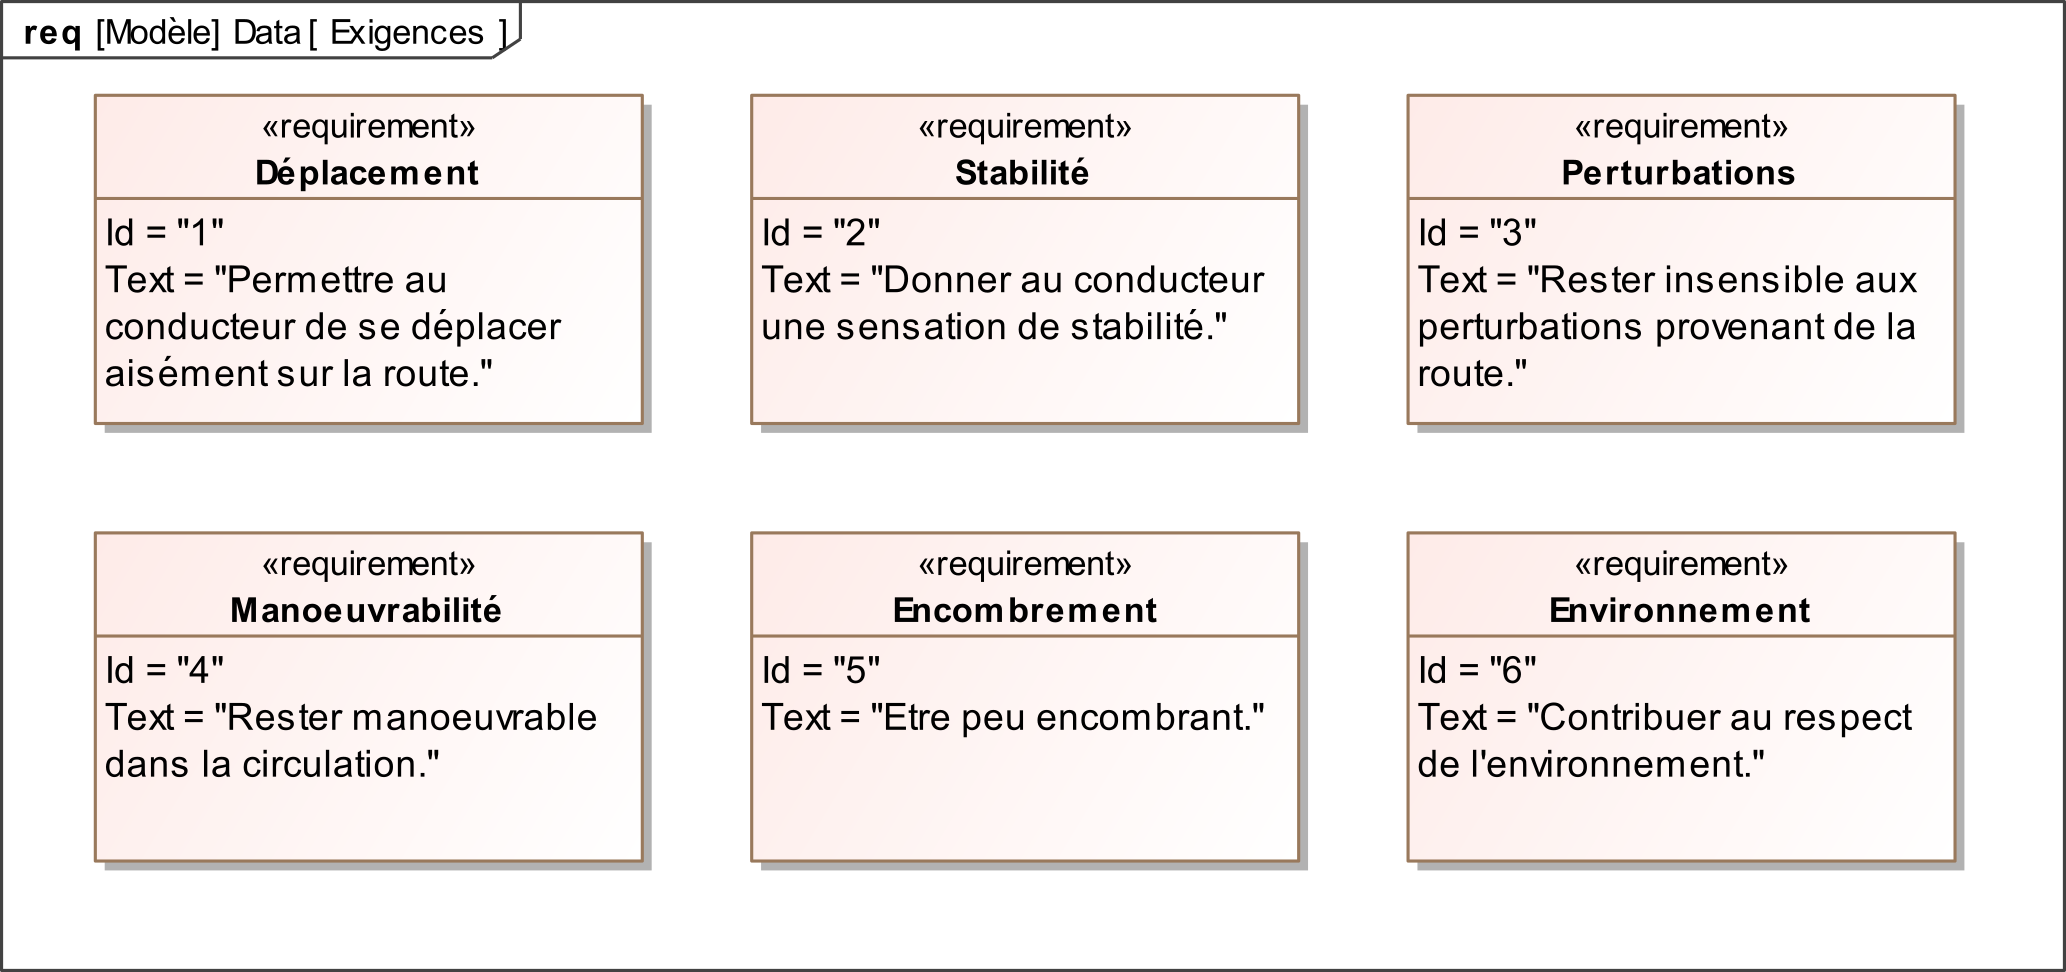 req [Modèle] Data [ Exigences ]
«requirement»
Déplacement
Id = "1"
Text = "Permettre au
conducteur de se déplacer
aisément sur la route."
«requirement»
Stabilité
Id = "2"
Text = "Donner au conducteur
une sensation de stabilité."
«requirement»
Perturbations
Id = "3"
Text = "Rester insensible aux
perturbations provenant de la
route."
«requirement»
Manoeuvrabilité
Id = "4"
Text = "Rester manoeuvrable
dans la circulation."
«requirement»
Encombrement
Id = "5"
Text = "Etre peu encombrant."
«requirement»
Environnement
Id = "6"
Text = "Contribuer au respect
de l'environnement."